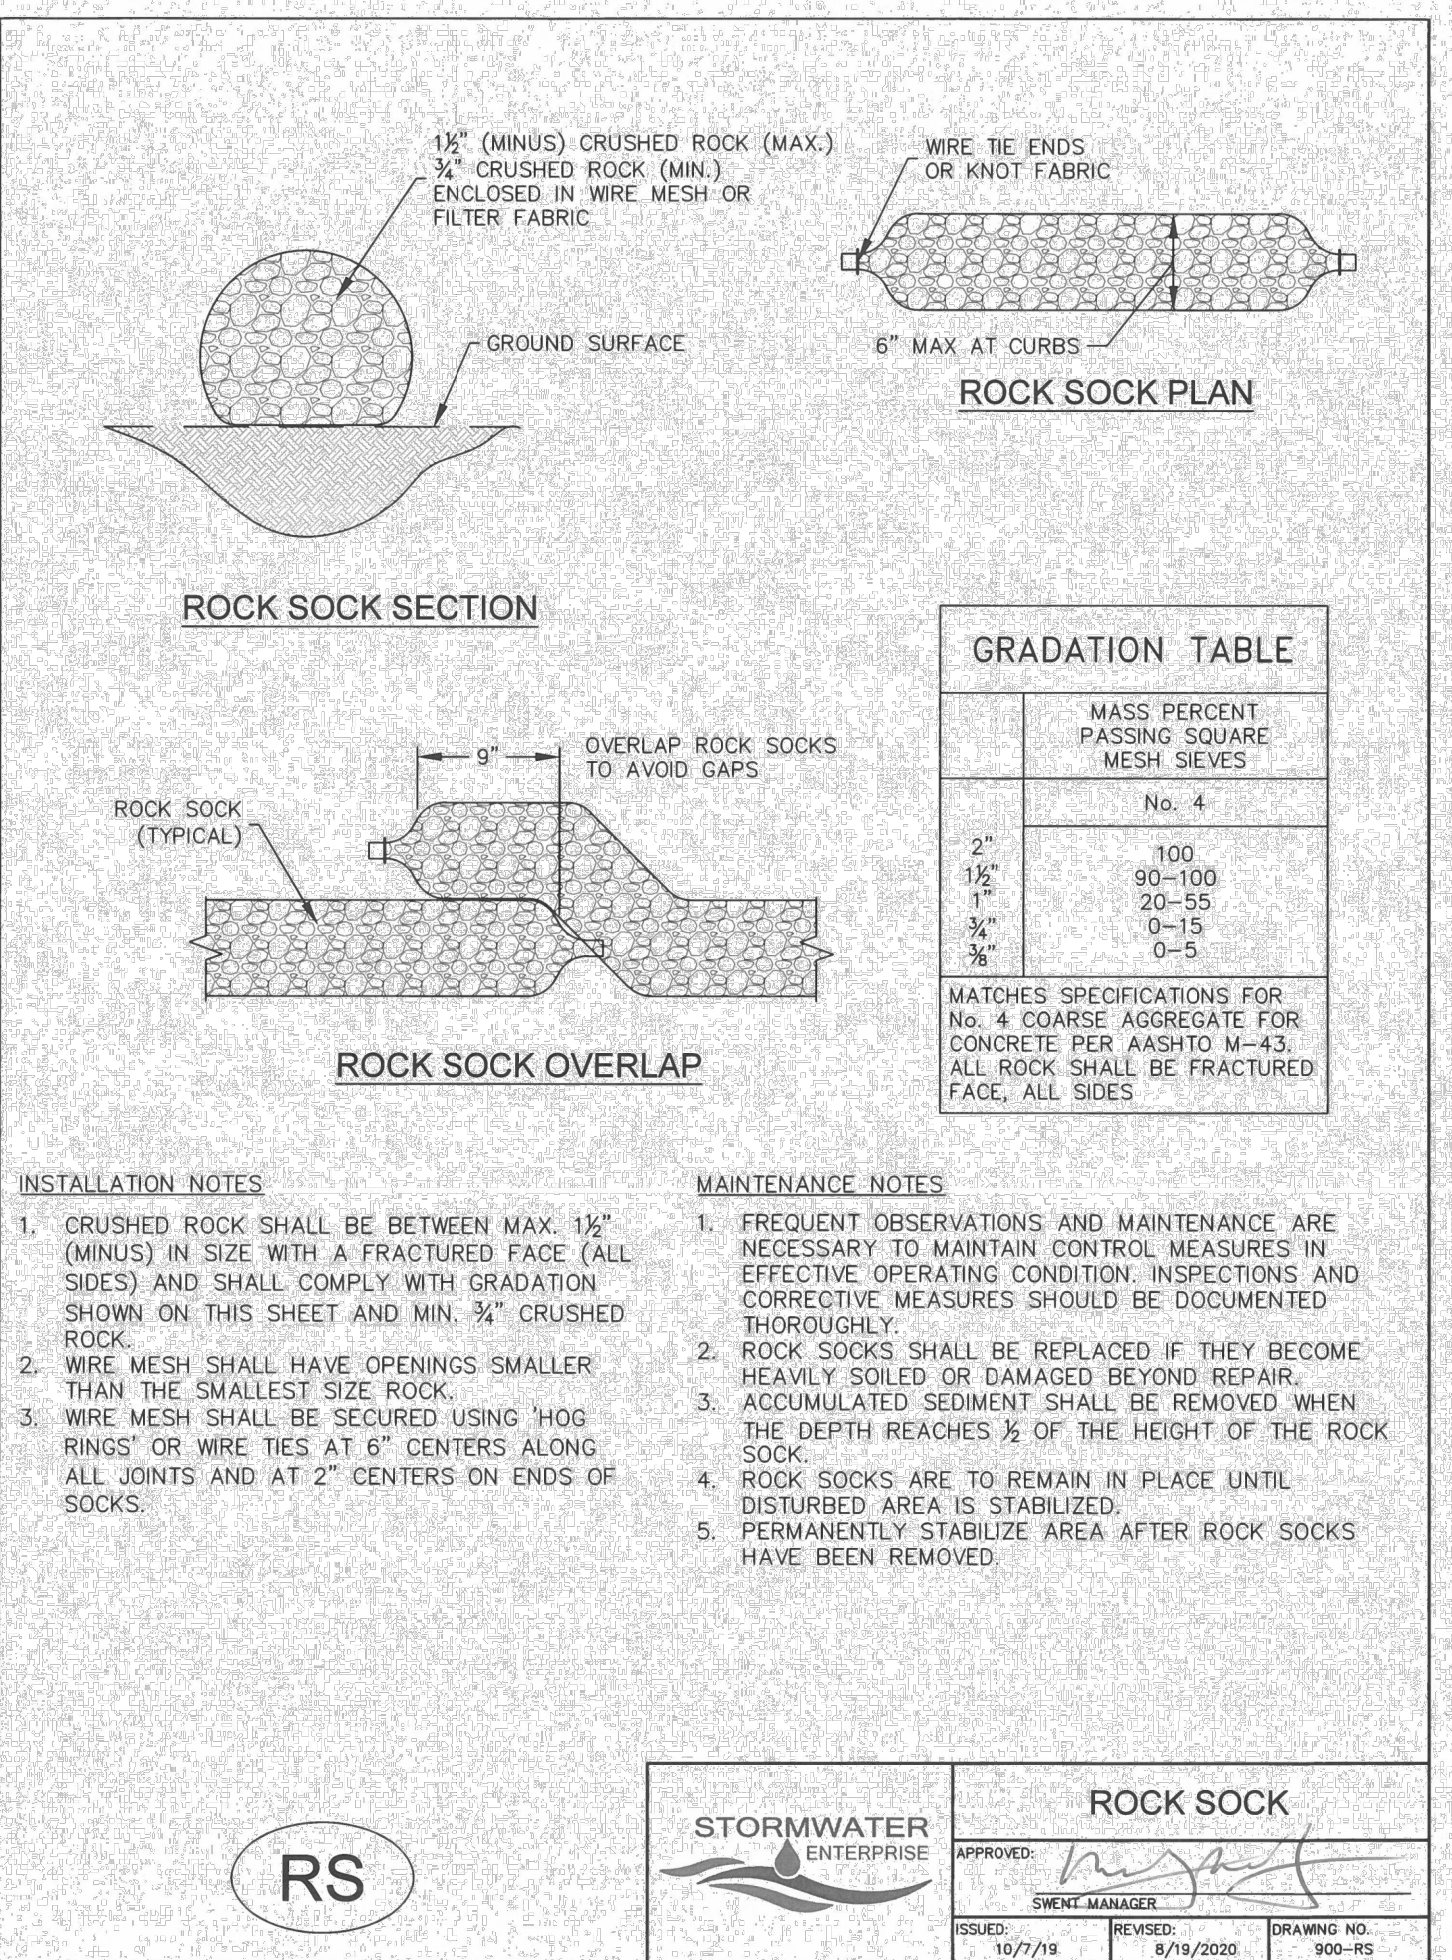 1½" (MINUS) CRUSHED ROCK (MAX.)
¾" CRUSHED ROCK (MIN.)
ENCLOSED IN WIRE MESH OR
FILTER FABRIC
GROUND SURFACE
ROCK SOCK SECTION
WIRE TIE ENDS
OR KNOT FABRIC
6" MAX AT CURBS
ROCK SOCK PLAN
9"
OVERLAP ROCK SOCKS
TO AVOID GAPS
ROCK SOCK
(TYPICAL)
ROCK SOCK OVERLAP
GRADATION TABLE
MASS PERCENT
PASSING SQUARE
MESH SIEVES
No. 4
2" 100
1½" 90-100
1" 20-55
¾" 0-15
⅜" 0-5
MATCHES SPECIFICATIONS FOR
No. 4 COARSE AGGREGATE FOR
CONCRETE PER AASHTO M-43.
ALL ROCK SHALL BE FRACTURED
FACE, ALL SIDES
INSTALLATION NOTES
1. CRUSHED ROCK SHALL BE BETWEEN MAX. 1½"
(MINUS) IN SIZE WITH A FRACTURED FACE (ALL
SIDES) AND SHALL COMPLY WITH GRADATION
SHOWN ON THIS SHEET AND MIN. ¾" CRUSHED
ROCK.
2. WIRE MESH SHALL HAVE OPENINGS SMALLER
THAN THE SMALLEST SIZE ROCK.
3. WIRE MESH SHALL BE SECURED USING 'HOG
RINGS' OR WIRE TIES AT 6" CENTERS ALONG
ALL JOINTS AND AT 2" CENTERS ON ENDS OF
SOCKS.
MAINTENANCE NOTES
1. FREQUENT OBSERVATIONS AND MAINTENANCE ARE
NECESSARY TO MAINTAIN CONTROL MEASURES IN
EFFECTIVE OPERATING CONDITION. INSPECTIONS AND
CORRECTIVE MEASURES SHOULD BE DOCUMENTED
THOROUGHLY.
2. ROCK SOCKS SHALL BE REPLACED IF THEY BECOME
HEAVILY SOILED OR DAMAGED BEYOND REPAIR.
3. ACCUMULATED SEDIMENT SHALL BE REMOVED WHEN
THE DEPTH REACHES ½ OF THE HEIGHT OF THE ROCK
SOCK.
4. ROCK SOCKS ARE TO REMAIN IN PLACE UNTIL
DISTURBED AREA IS STABILIZED.
5. PERMANENTLY STABILIZE AREA AFTER ROCK SOCKS
HAVE BEEN REMOVED.
RS
STORMWATER
ENTERPRISE
ROCK SOCK
APPROVED:
SWENT MANAGER
ISSUED:
10/7/19
REVISED:
8/19/2020
DRAWING NO.
900-RS